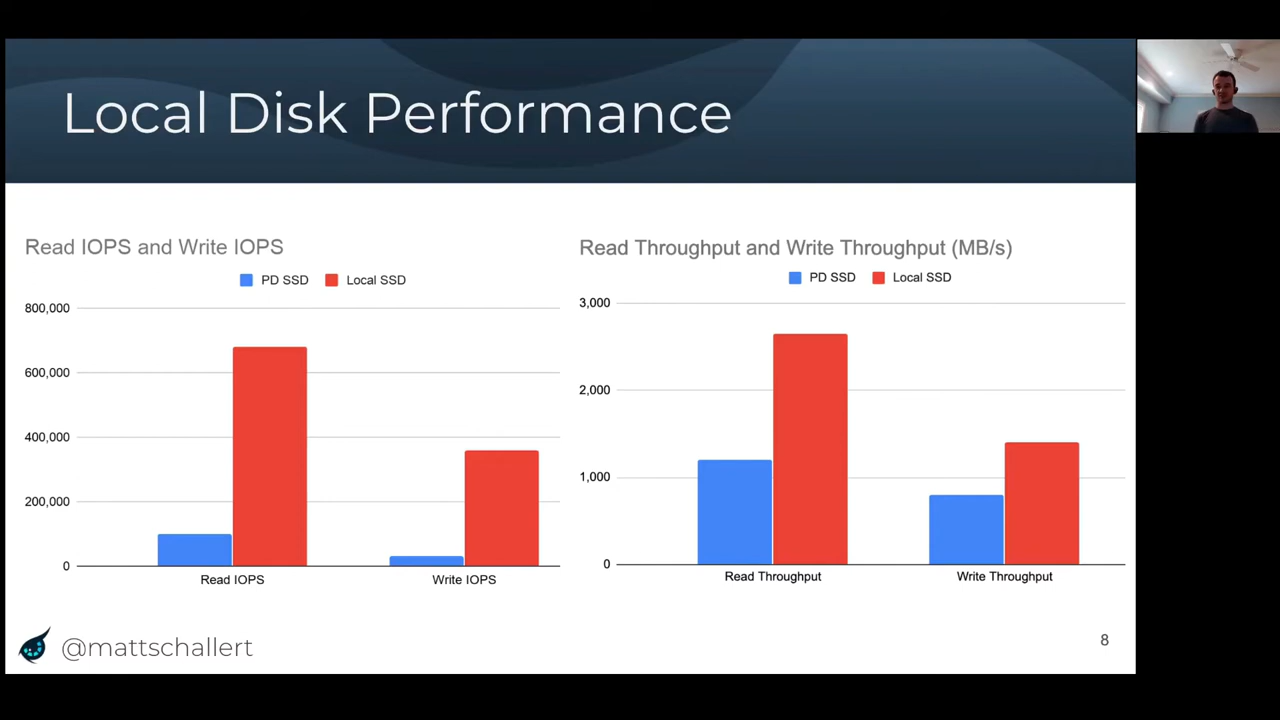 Local Disk Performance
Read IOPS and Write IOPS
PD SSD
Local SSD
800,000
600,000
400,000
200,000
0
Read IOPS
Write IOPS
Read Throughput and Write Throughput (MB/s)
PD SSD
Local SSD
3,000
2,000
1,000
0
Read Throughput
Write Throughput
@mattschallert
8